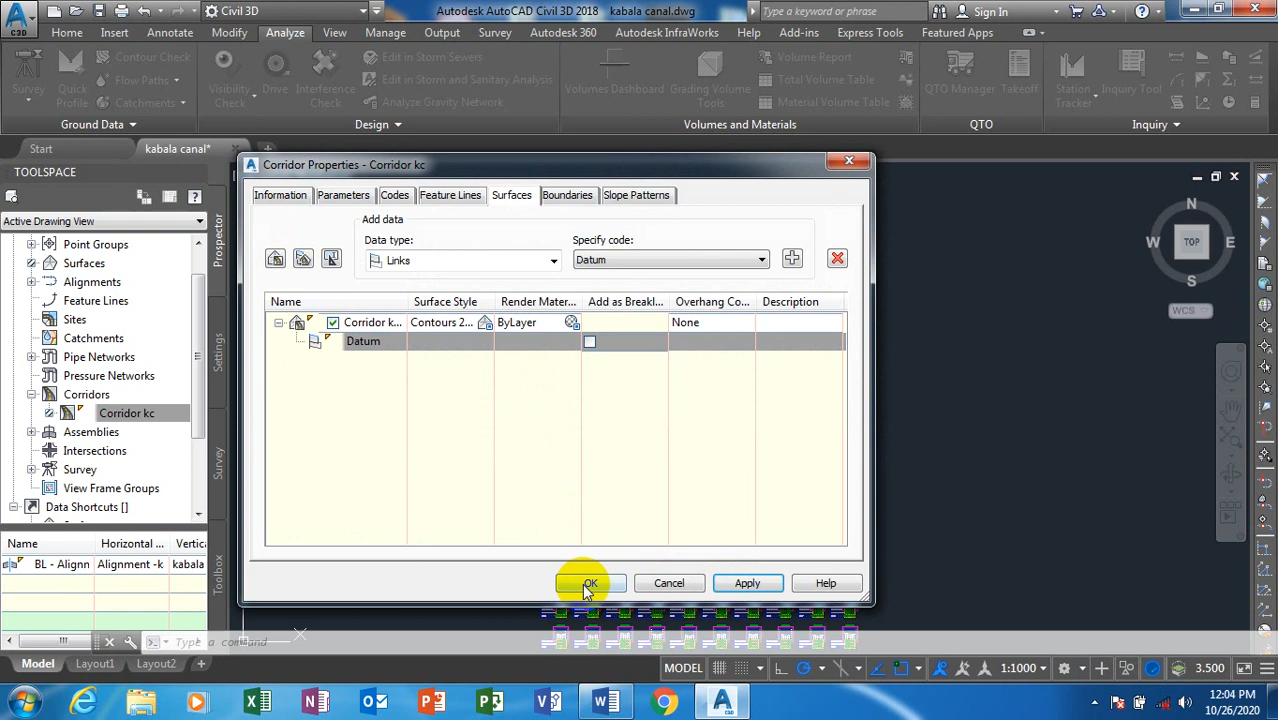 Civil 3D
Autodesk AutoCAD Civil 3D 2018 kabala canal.dwg
Type a keyword or phrase
Sign In
C3D
Home Insert Annotate Modify Analyze View Manage Output Survey Autodesk 360 Autodesk InfraWorks Help Add-ins Express Tools Featured Apps
Survey
Quick Profile
Contour Check
Flow Paths
Catchments
Visibility Check
Drive
Interference Check
Edit in Storm Sewers
Edit in Storm and Sanitary Analysis
Analyze Gravity Network
Volumes Dashboard
Grading Volume Tools
Volume Report
Total Volume Table
Material Volume Table
QTO Manager
Takeoff
Station Tracker
Inquiry Tool
Ground Data
Design
Volumes and Materials
QTO
Inquiry
Start
kabala canal*
TOOLSPACE
Active Drawing View
Point Groups
Surfaces
Alignments
Feature Lines
Sites
Catchments
Pipe Networks
Pressure Networks
Corridors
Corridor kc
Assemblies
Intersections
Survey
View Frame Groups
Data Shortcuts []
Prospector
Settings
Survey
Toolbox
Name Horizontal ... Vertica
BL - Alignn Alignment -k kabala
Corridor Properties - Corridor kc
Information Parameters Codes Feature Lines Surfaces Boundaries Slope Patterns
Add data
Data type:
Links
Specify code:
Datum
Name Surface Style Render Mater... Add as Breakl... Overhang Co... Description
Corridor k... Contours 2... ByLayer None
Datum
OK Cancel Apply Help
N
W TOP E
S
WCS
Type a command
Model Layout1 Layout2 +
MODEL 1:1000 3.500
12:04 PM
10/26/2020